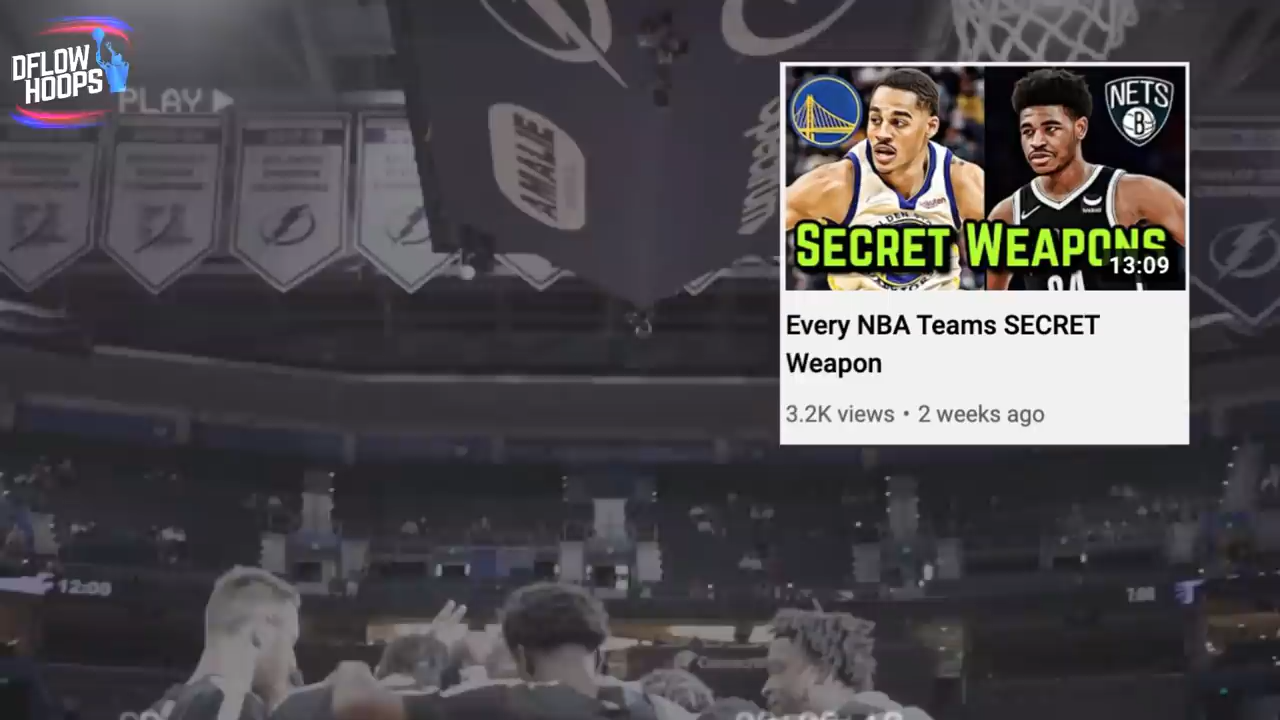 DFLOW
HOOPS
PLAY
AMALIE
NETS
B
SECRET WEAPONS
13:09
Every NBA Teams SECRET
Weapon
3.2K views • 2 weeks ago
12:00